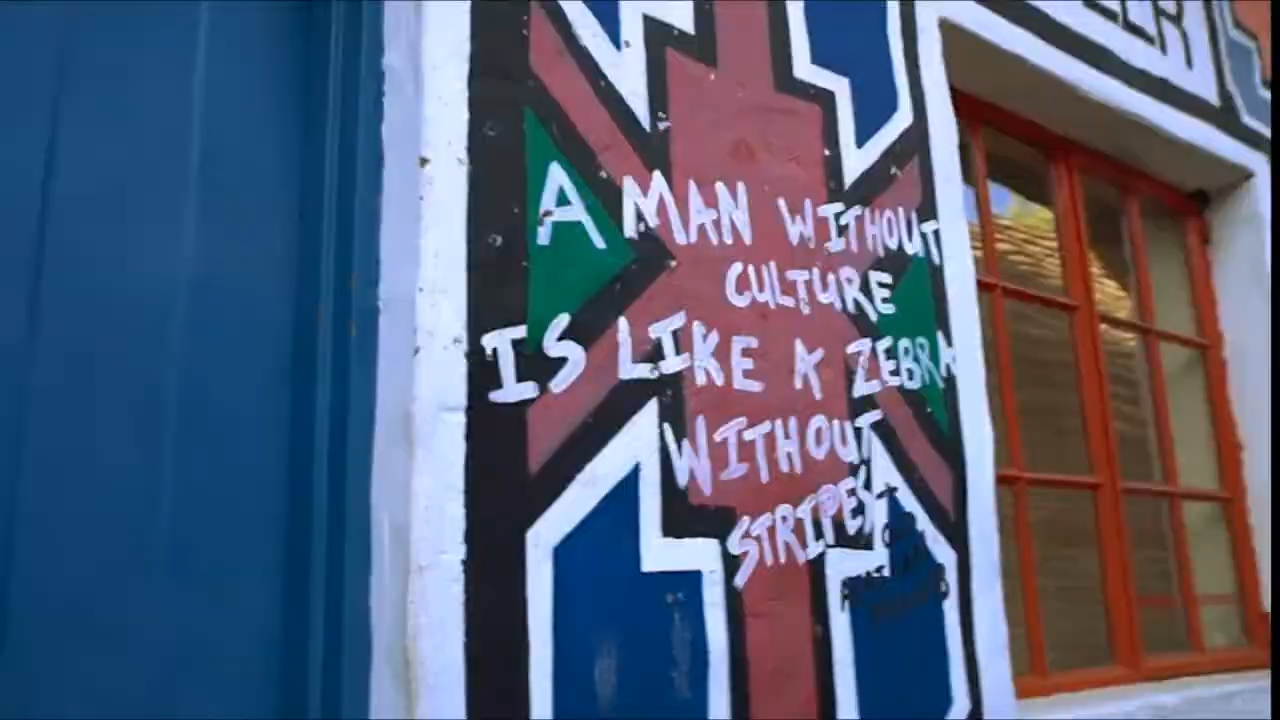 A MAN WITHOUT
CULTURE
IS LIKE A ZEBRA
WITHOUT
STRIPES